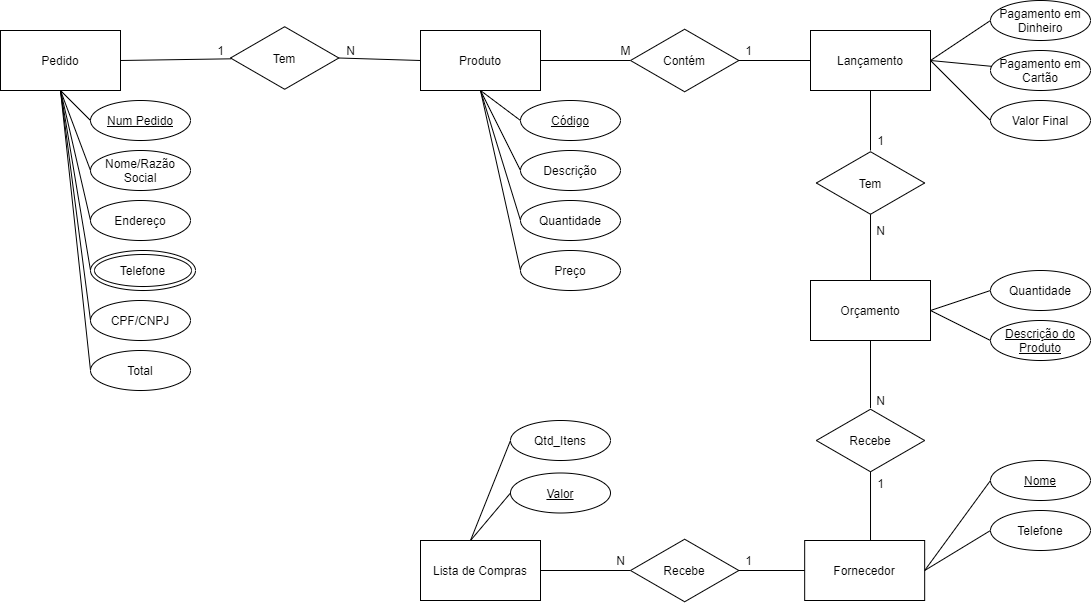 Pedido
1
Tem
N
Produto
M
Contém
1
Lançamento
Pagamento em
Dinheiro
Pagamento em
Cartão
Valor Final
Num Pedido
Nome/Razão
Social
Endereço
Telefone
CPF/CNPJ
Total
Código
Descrição
Quantidade
Preço
1
Tem
N
Orçamento
Quantidade
Descrição do
Produto
N
Recebe
1
Qtd_Itens
Valor
Nome
Telefone
Lista de Compras
N
Recebe
1
Fornecedor